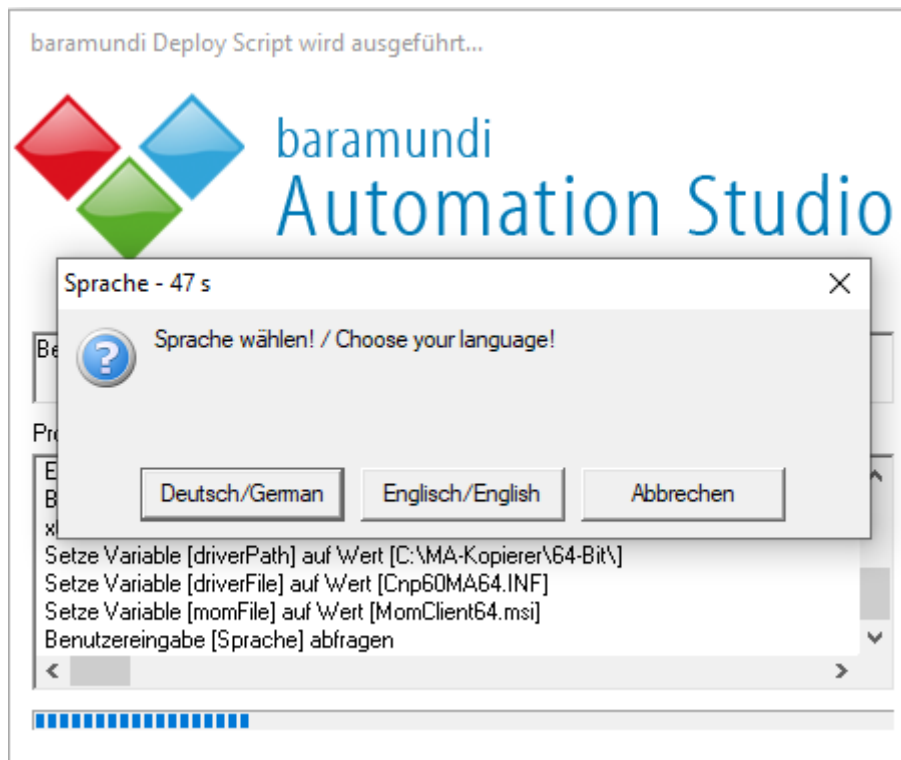 baramundi Deploy Script wird ausgeführt...
baramundi
Automation Studio
Sprache - 47 s
Sprache wählen! / Choose your language!
Deutsch/German
Englisch/English
Abbrechen
Setze Variable [driverPath] auf Wert [C:\MA-Kopierer\64-Bit\]
Setze Variable [driverFile] auf Wert [Cnp60MA64.INF]
Setze Variable [momFile] auf Wert [MomClient64.msi]
Benutzereingabe [Sprache] abfragen